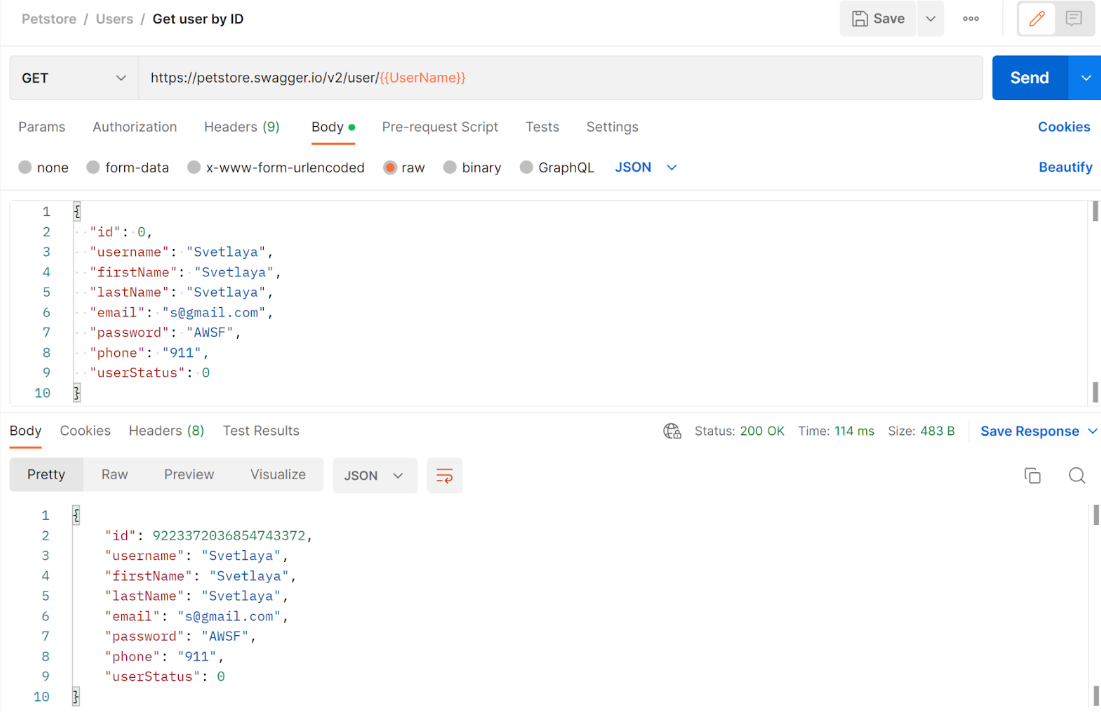 Petstore / Users / Get user by ID
Save
GET https://petstore.swagger.io/v2/user/{{UserName}} Send
Params Authorization Headers (9) Body Pre-request Script Tests Settings Cookies
none form-data x-www-form-urlencoded raw binary GraphQL JSON Beautify
1 {
2 "id": 0,
3 "username": "Svetlaya",
4 "firstName": "Svetlaya",
5 "lastName": "Svetlaya",
6 "email": "s@gmail.com",
7 "password": "AWSF",
8 "phone": "911",
9 "userStatus": 0
10 }
Body Cookies Headers (8) Test Results Status: 200 OK Time: 114 ms Size: 483 B Save Response
Pretty Raw Preview Visualize JSON
1 {
2 "id": 9223372036854743372,
3 "username": "Svetlaya",
4 "firstName": "Svetlaya",
5 "lastName": "Svetlaya",
6 "email": "s@gmail.com",
7 "password": "AWSF",
8 "phone": "911",
9 "userStatus": 0
10 }